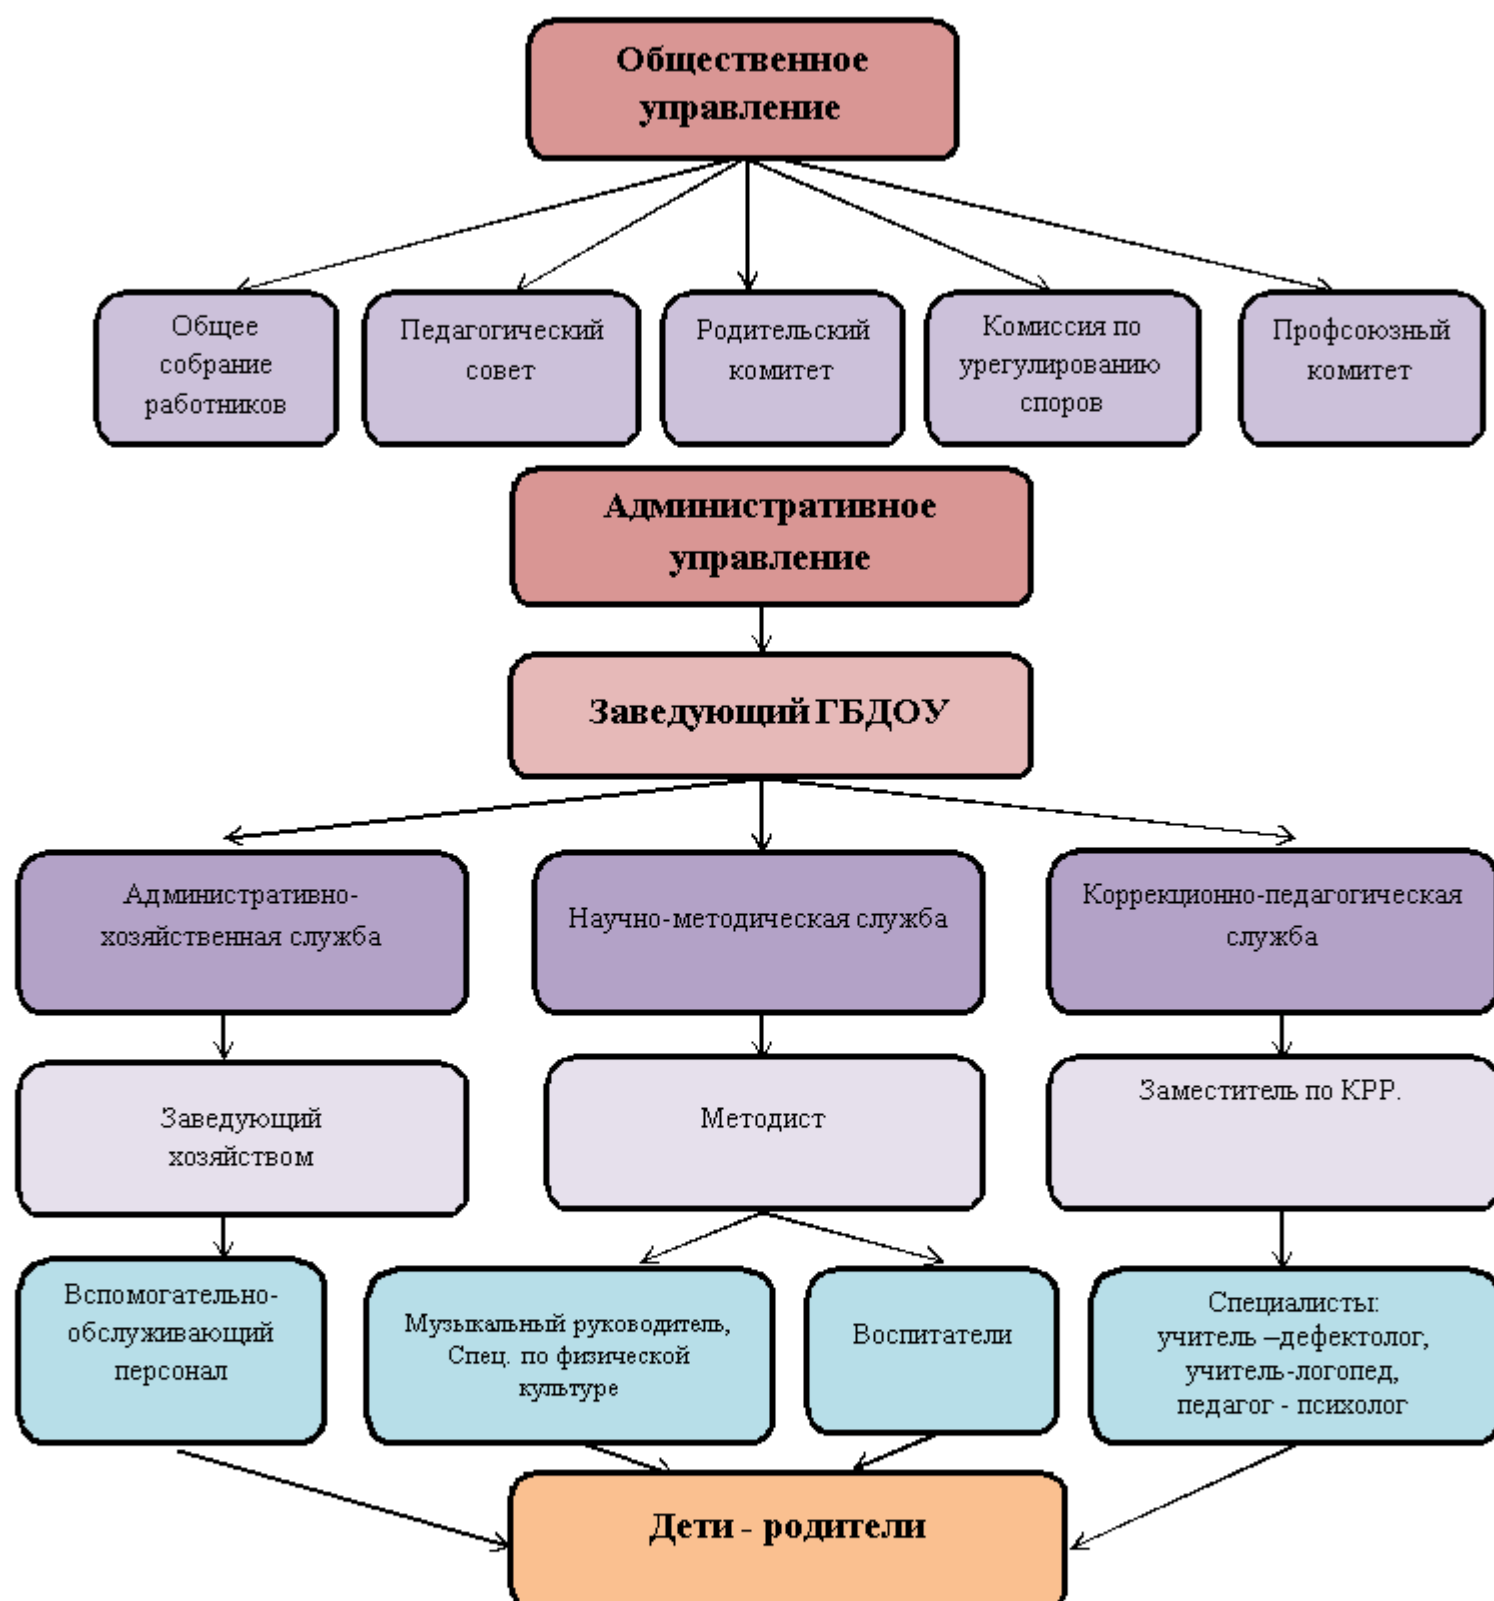 Общественное
управление
Общее
собрание
работников
Педагогический
совет
Родительский
комитет
Комиссия по
урегулированию
споров
Профсоюзный
комитет
Административное
управление
Заведующий ГБДОУ
Административно-
хозяйственная служба
Научно-методическая служба
Коррекционно-педагогическая
служба
Заведующий
хозяйством
Методист
Заместитель по КРР.
Вспомогательно-
обслуживающий
персонал
Музыкальный руководитель,
Спец. по физической
культуре
Воспитатели
Специалисты:
учитель –дефектолог,
учитель-логопед,
педагог - психолог
Дети - родители